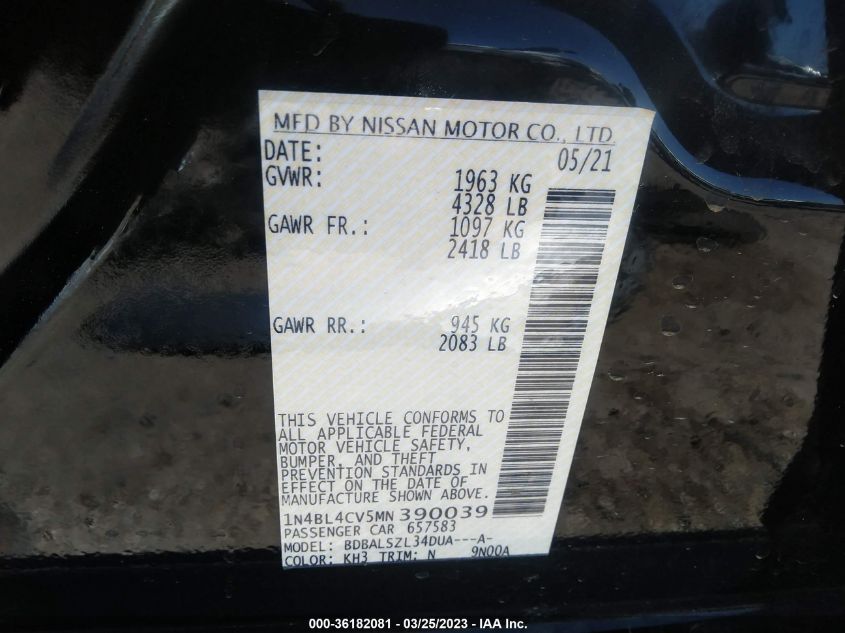 MFD BY NISSAN MOTOR CO., LTD.
DATE: 05/21
GVWR: 1963 KG
4328 LB
GAWR FR.: 1097 KG
2418 LB
GAWR RR.: 945 KG
2083 LB
THIS VEHICLE CONFORMS TO
ALL APPLICABLE FEDERAL
MOTOR VEHICLE SAFETY,
BUMPER, AND THEFT
PREVENTION STANDARDS IN
EFFECT ON THE DATE OF
MANUFACTURE SHOWN ABOVE.
1N4BL4CV5MN390039
PASSENGER CAR 657583
MODEL: BDBALSZL34DUA---A-
COLOR: KH3 TRIM: N 9N00A
000-36182081 - 03/25/2023 - IAA Inc.